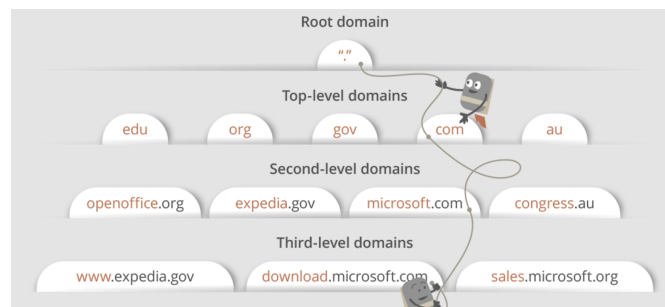 Root domain
“.”
Top-level domains
edu org gov com au
Second-level domains
openoffice.org expedia.gov microsoft.com congress.au
Third-level domains
www.expedia.gov download.microsoft.com sales.microsoft.org